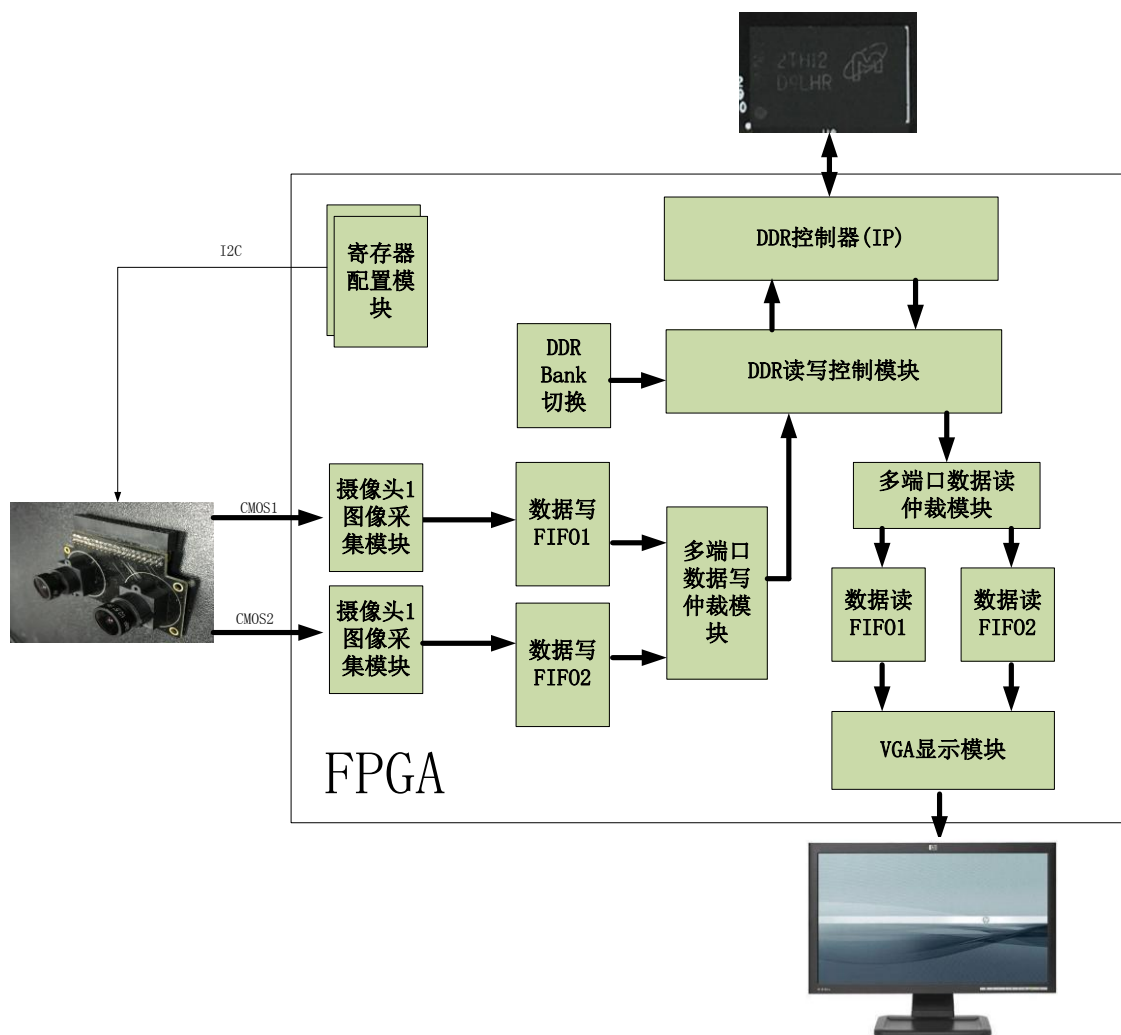 2TH12
D9LHR
DDR控制器(IP)
I2C
寄存器
配置模
块
DDR
Bank
切换
DDR读写控制模块
摄像头1
图像采
集模块
CMOS1
数据写
FIFO1
多端口
数据写
仲裁模
块
多端口数据读
仲裁模块
摄像头1
图像采
集模块
CMOS2
数据写
FIFO2
数据读
FIFO1
数据读
FIFO2
VGA显示模块
FPGA